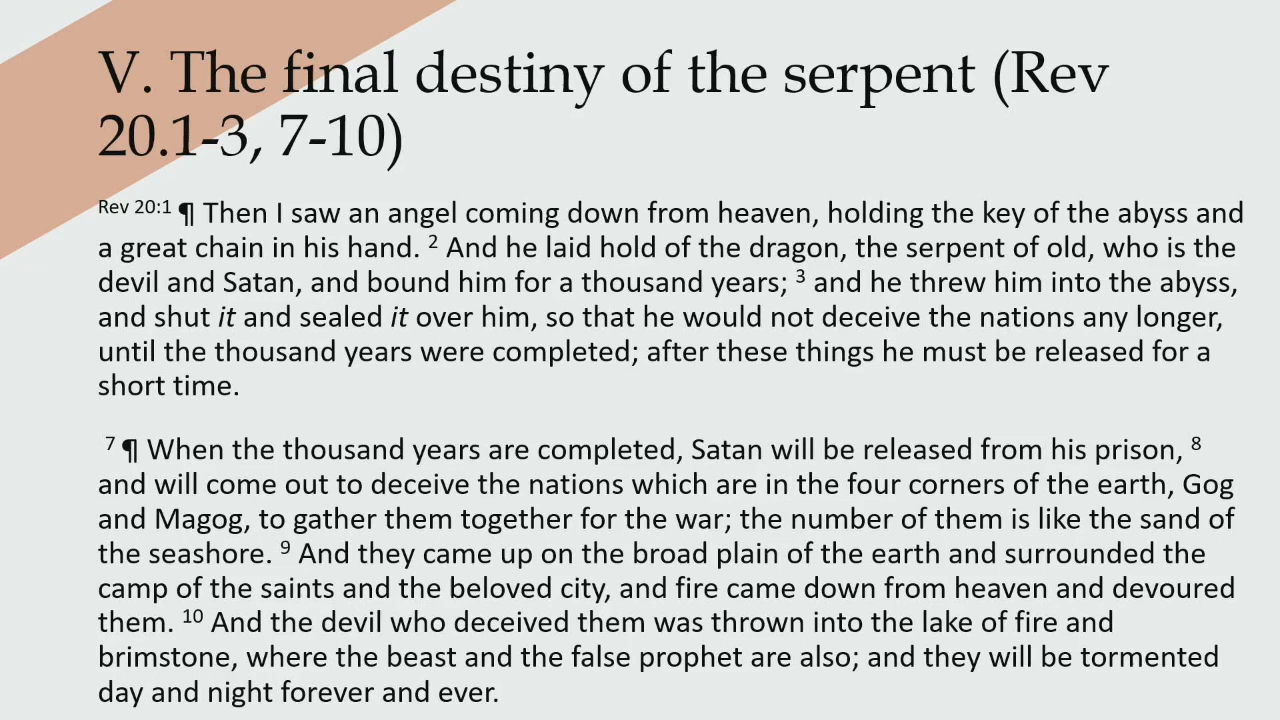 V. The final destiny of the serpent (Rev
20.1-3, 7-10)
Rev 20:1 ¶ Then I saw an angel coming down from heaven, holding the key of the abyss and
a great chain in his hand. 2 And he laid hold of the dragon, the serpent of old, who is the
devil and Satan, and bound him for a thousand years; 3 and he threw him into the abyss,
and shut it and sealed it over him, so that he would not deceive the nations any longer,
until the thousand years were completed; after these things he must be released for a
short time.
7 ¶ When the thousand years are completed, Satan will be released from his prison, 8
and will come out to deceive the nations which are in the four corners of the earth, Gog
and Magog, to gather them together for the war; the number of them is like the sand of
the seashore. 9 And they came up on the broad plain of the earth and surrounded the
camp of the saints and the beloved city, and fire came down from heaven and devoured
them. 10 And the devil who deceived them was thrown into the lake of fire and
brimstone, where the beast and the false prophet are also; and they will be tormented
day and night forever and ever.